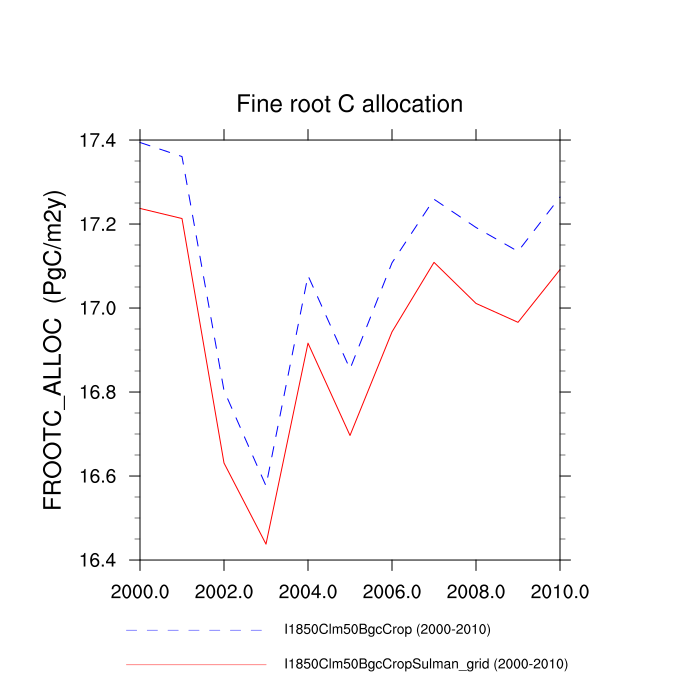 Fine root C allocation
FROOTC_ALLOC (PgC/m2y)
17.4
17.2
17.0
16.8
16.6
16.4
2000.0 2002.0 2004.0 2006.0 2008.0 2010.0
I1850Clm50BgcCrop (2000-2010)
I1850Clm50BgcCropSulman_grid (2000-2010)